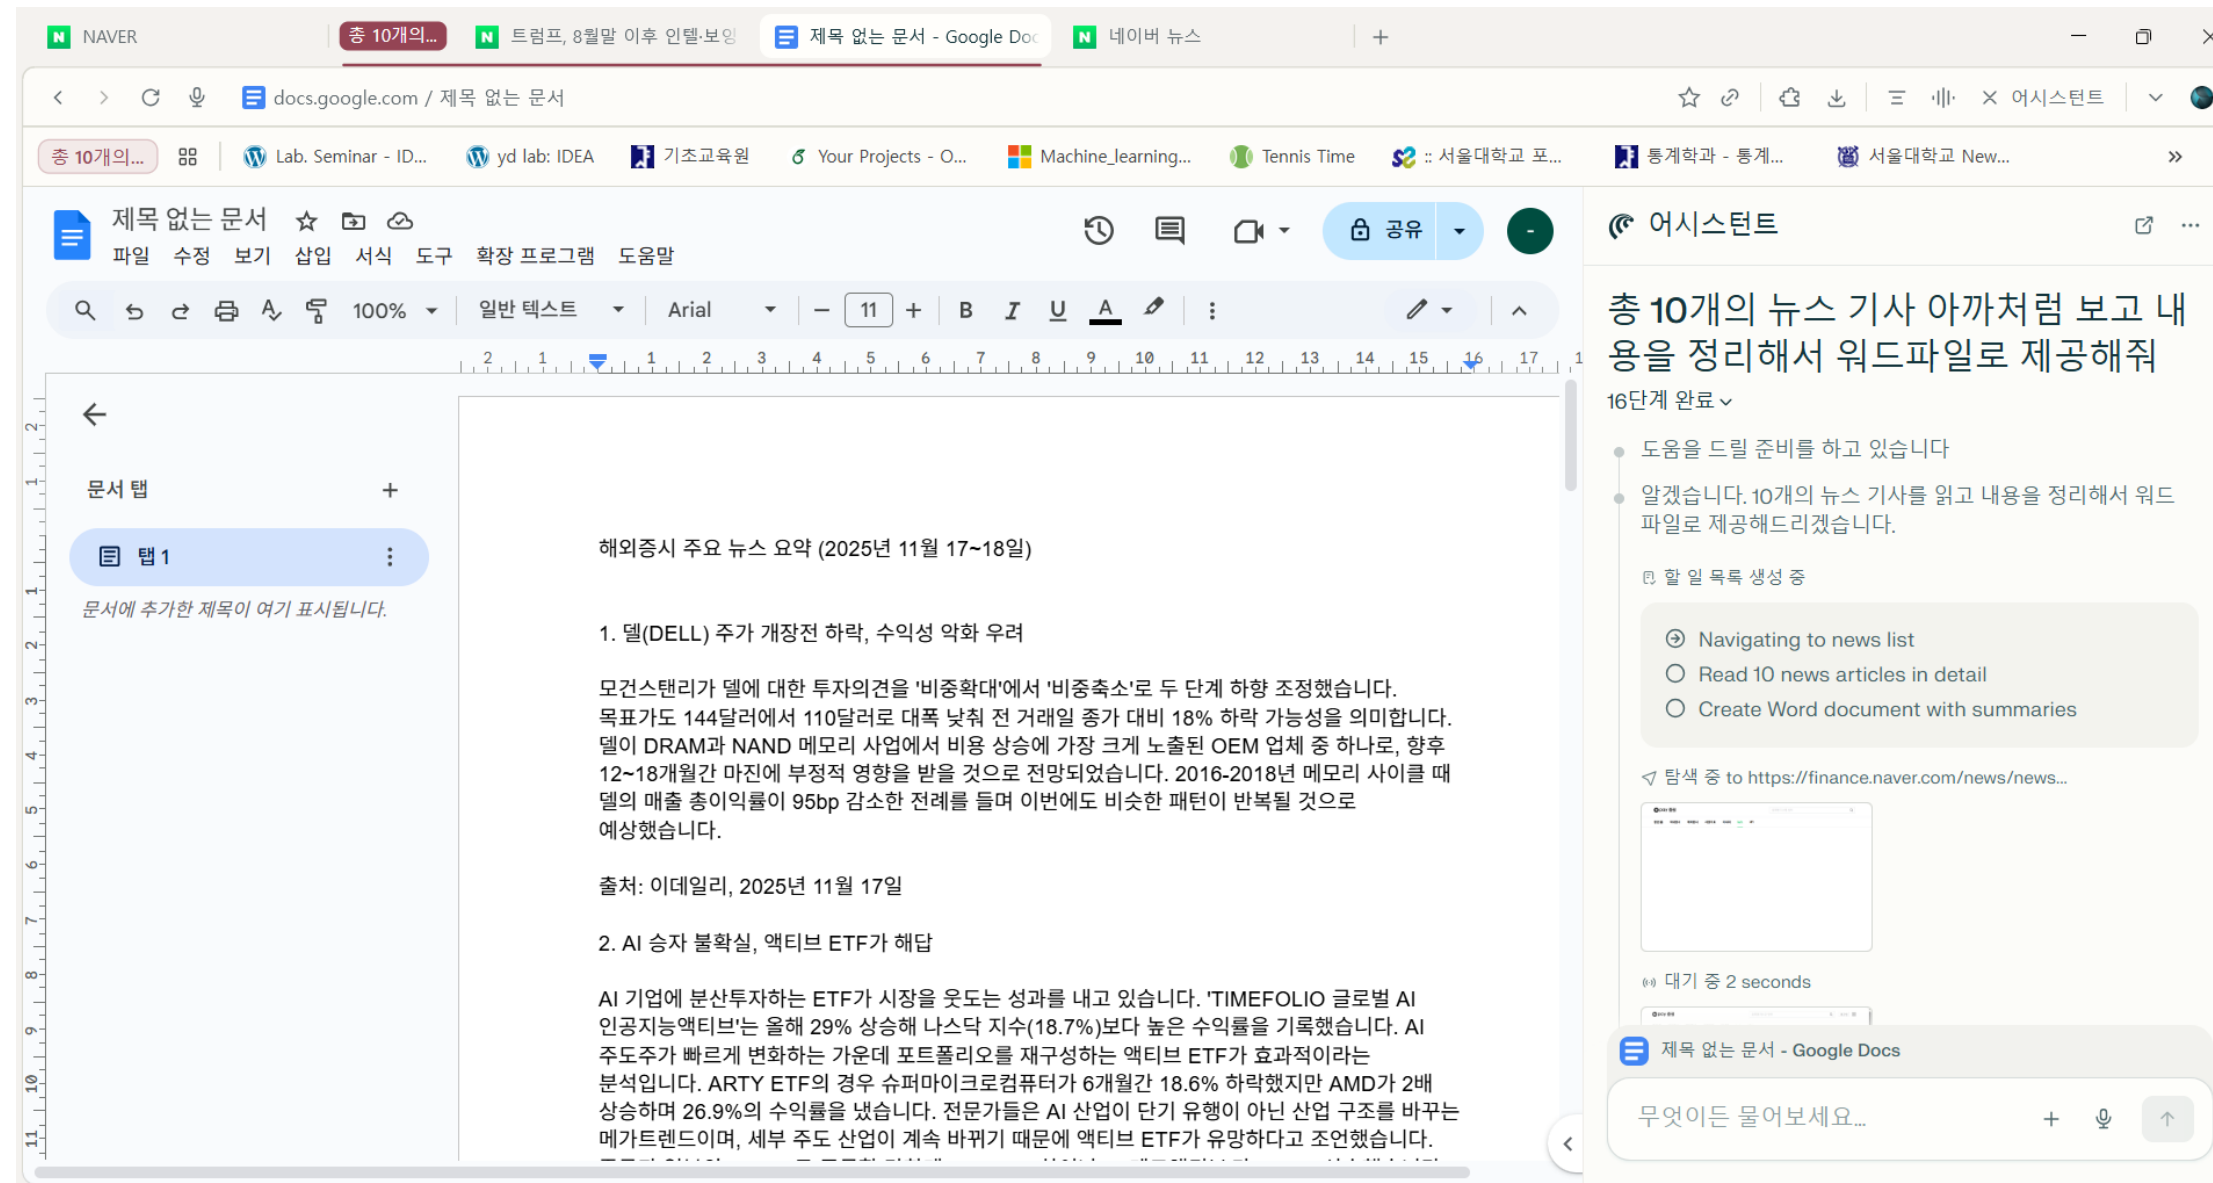 NAVER
총 10개의...
트럼프, 8월말 이후 인텔·보잉
제목 없는 문서 - Google Doc
네이버 뉴스
docs.google.com / 제목 없는 문서
어시스턴트
총 10개의...
Lab. Seminar - ID...
yd lab: IDEA
기초교육원
Your Projects - O...
Machine_learning...
Tennis Time
:: 서울대학교 포...
통계학과 - 통계...
서울대학교 New...
제목 없는 문서
파일 수정 보기 삽입 서식 도구 확장 프로그램 도움말
공유
100%
일반 텍스트
Arial
11
B I U A
2 1 1 2 3 4 5 6 7 8 9 10 11 12 13 14 15 16 17 1
2 1 1 2 3 4 5 6 7 8 9 10 11
문서 탭
탭 1
문서에 추가한 제목이 여기 표시됩니다.
해외증시 주요 뉴스 요약 (2025년 11월 17~18일)
1. 델(DELL) 주가 개장전 하락, 수익성 악화 우려
모건스탠리가 델에 대한 투자의견을 '비중확대'에서 '비중축소'로 두 단계 하향 조정했습니다.
목표가도 144달러에서 110달러로 대폭 낮춰 전 거래일 종가 대비 18% 하락 가능성을 의미합니다.
델이 DRAM과 NAND 메모리 사업에서 비용 상승에 가장 크게 노출된 OEM 업체 중 하나로, 향후
12~18개월간 마진에 부정적 영향을 받을 것으로 전망되었습니다. 2016-2018년 메모리 사이클 때
델의 매출 총이익률이 95bp 감소한 전례를 들며 이번에도 비슷한 패턴이 반복될 것으로
예상했습니다.
출처: 이데일리, 2025년 11월 17일
2. AI 승자 불확실, 액티브 ETF가 해답
AI 기업에 분산투자하는 ETF가 시장을 웃도는 성과를 내고 있습니다. 'TIMEFOLIO 글로벌 AI
인공지능액티브'는 올해 29% 상승해 나스닥 지수(18.7%)보다 높은 수익률을 기록했습니다. AI
주도주가 빠르게 변화하는 가운데 포트폴리오를 재구성하는 액티브 ETF가 효과적이라는
분석입니다. ARTY ETF의 경우 슈퍼마이크로컴퓨터가 6개월간 18.6% 하락했지만 AMD가 2배
상승하며 26.9%의 수익률을 냈습니다. 전문가들은 AI 산업이 단기 유행이 아닌 산업 구조를 바꾸는
메가트렌드이며, 세부 주도 산업이 계속 바뀌기 때문에 액티브 ETF가 유망하다고 조언했습니다.
어시스턴트
총 10개의 뉴스 기사 아까처럼 보고 내
용을 정리해서 워드파일로 제공해줘
16단계 완료
도움을 드릴 준비를 하고 있습니다
알겠습니다. 10개의 뉴스 기사를 읽고 내용을 정리해서 워드
파일로 제공해드리겠습니다.
할 일 목록 생성 중
Navigating to news list
Read 10 news articles in detail
Create Word document with summaries
탐색 중 to https://finance.naver.com/news/news...
대기 중 2 seconds
제목 없는 문서 - Google Docs
무엇이든 물어보세요...